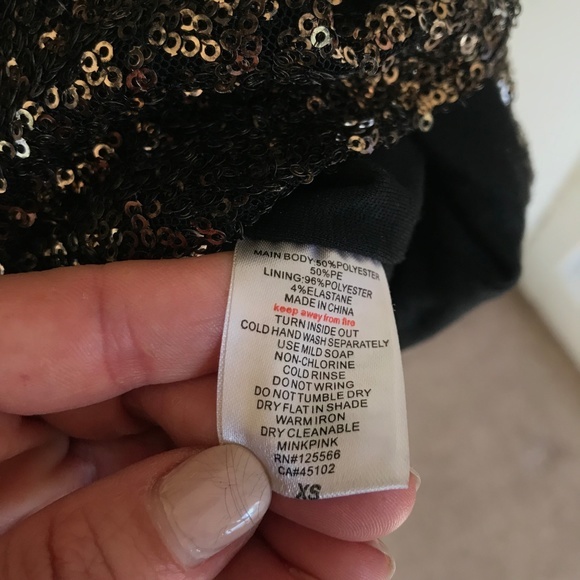 MAIN BODY:50%POLYESTER
50%PE
LINING:96%POLYESTER
4%ELASTANE
MADE IN CHINA
keep away from fire
TURN INSIDE OUT
COLD HAND WASH SEPARATELY
USE MILD SOAP
NON-CHLORINE
COLD RINSE
DO NOT WRING
DO NOT TUMBLE DRY
DRY FLAT IN SHADE
WARM IRON
DRY CLEANABLE
MINKPINK
RN#125566
CA#45102
XS